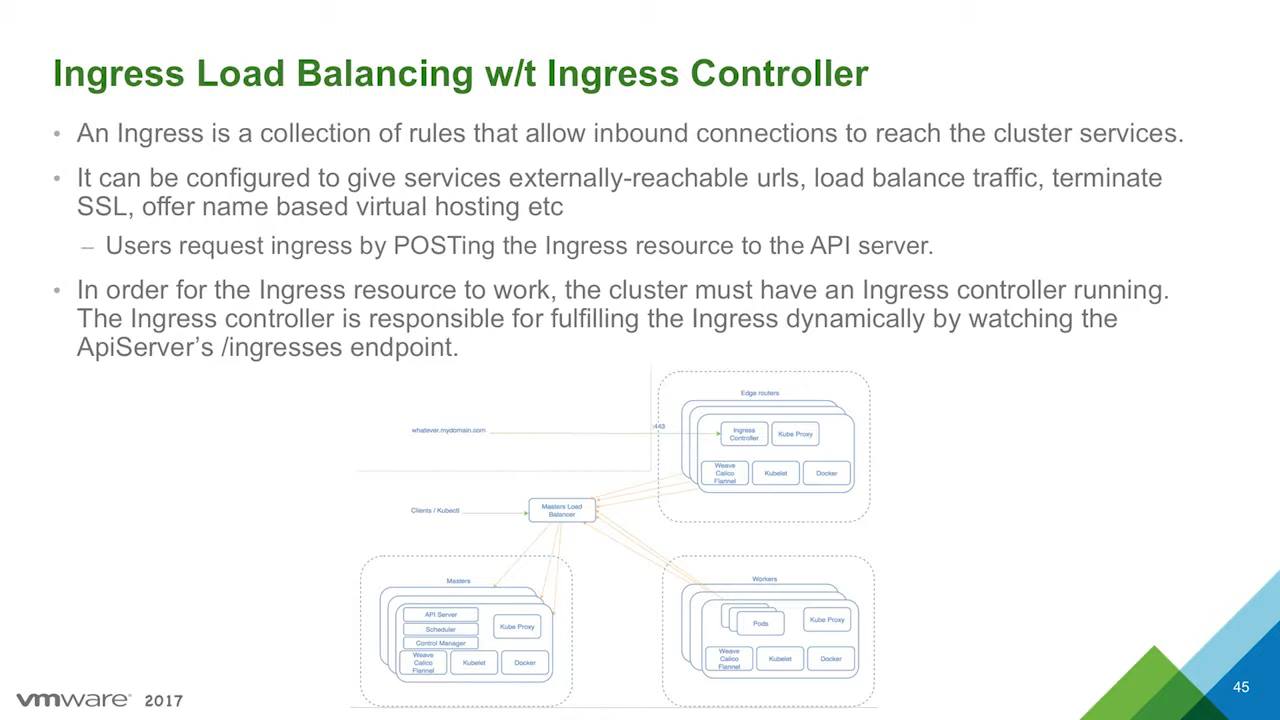 Ingress Load Balancing w/t Ingress Controller
• An Ingress is a collection of rules that allow inbound connections to reach the cluster services.
• It can be configured to give services externally-reachable urls, load balance traffic, terminate
SSL, offer name based virtual hosting etc
– Users request ingress by POSTing the Ingress resource to the API server.
• In order for the Ingress resource to work, the cluster must have an Ingress controller running.
The Ingress controller is responsible for fulfilling the Ingress dynamically by watching the
ApiServer’s /ingresses endpoint.
Edge routers
whatever.mydomain.com
:443
Ingress
Controller
Kube Proxy
Weave
Calico
Flannel
Kubelet
Docker
Clients / Kubectl
Masters Load
Balancer
Masters
API Server
Scheduler
Control Manager
Kube Proxy
Weave
Calico
Flannel
Kubelet
Docker
Workers
Pods
Kube Proxy
Weave
Calico
Flannel
Kubelet
Docker
vmware 2017
45